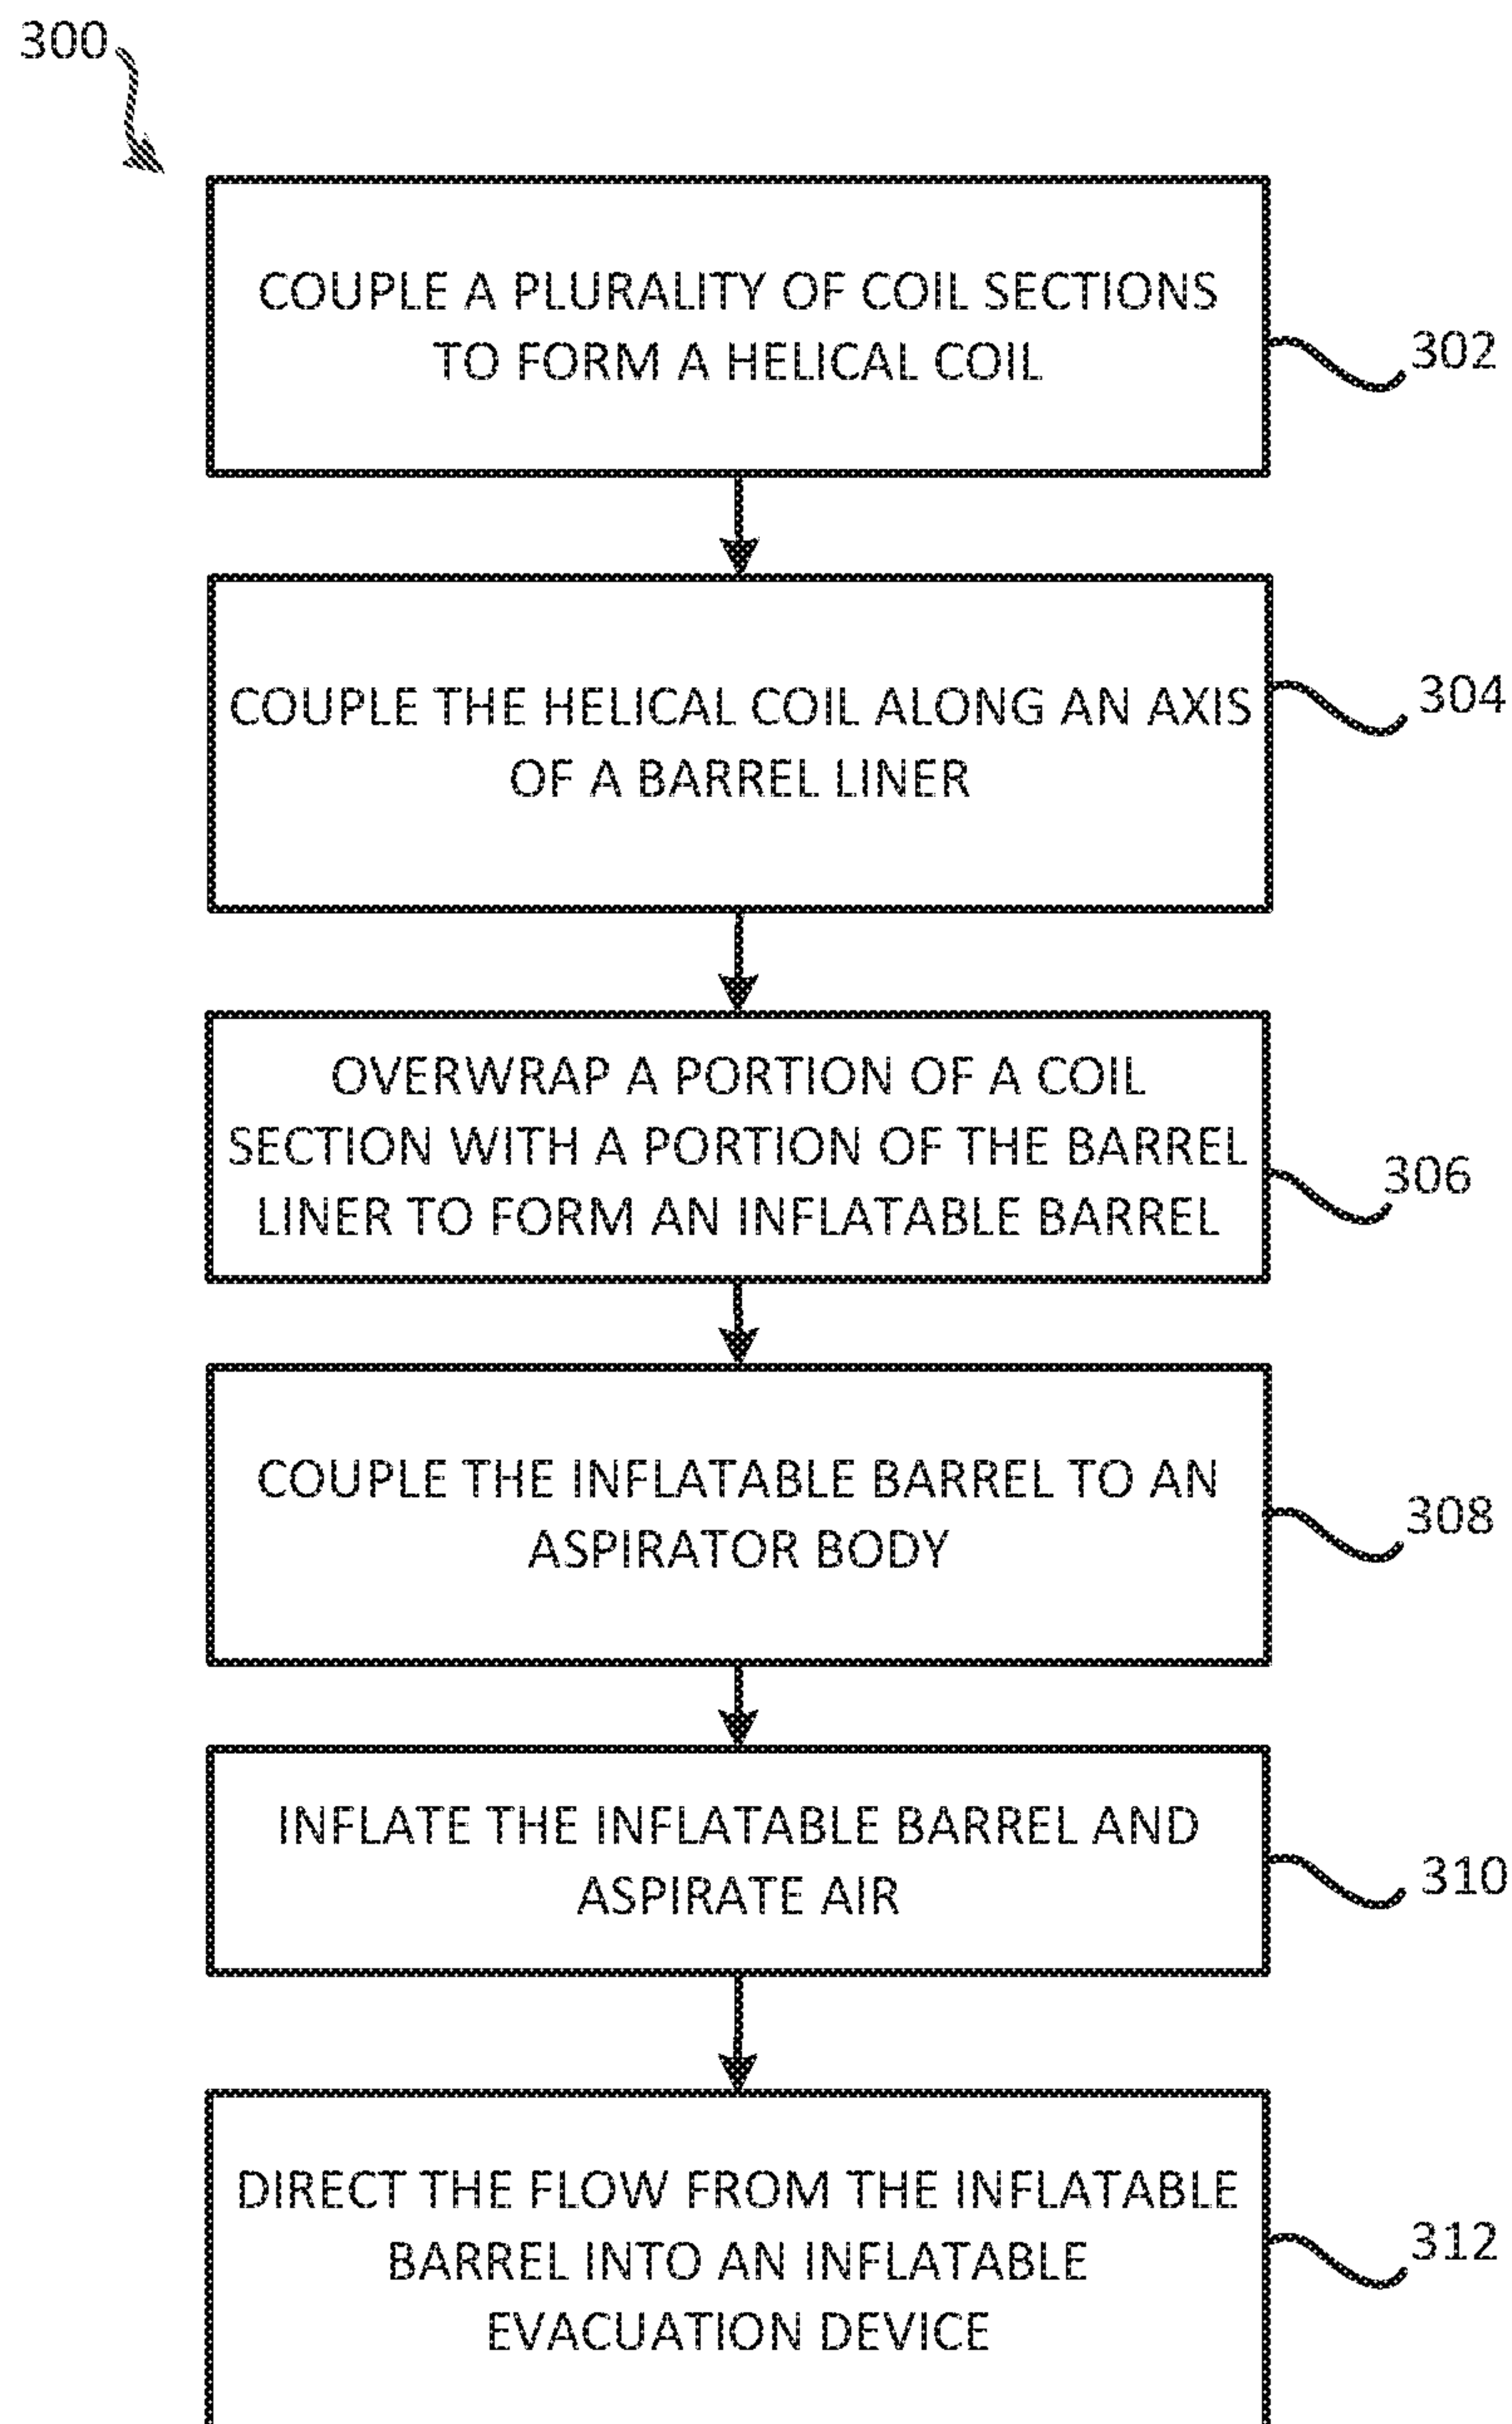 300
COUPLE A PLURALITY OF COIL SECTIONS
TO FORM A HELICAL COIL
302
COUPLE THE HELICAL COIL ALONG AN AXIS
OF A BARREL LINER
304
OVERWRAP A PORTION OF A COIL
SECTION WITH A PORTION OF THE BARREL
LINER TO FORM AN INFLATABLE BARREL
306
COUPLE THE INFLATABLE BARREL TO AN
ASPIRATOR BODY
308
INFLATE THE INFLATABLE BARREL AND
ASPIRATE AIR
310
DIRECT THE FLOW FROM THE INFLATABLE
BARREL INTO AN INFLATABLE
EVACUATION DEVICE
312